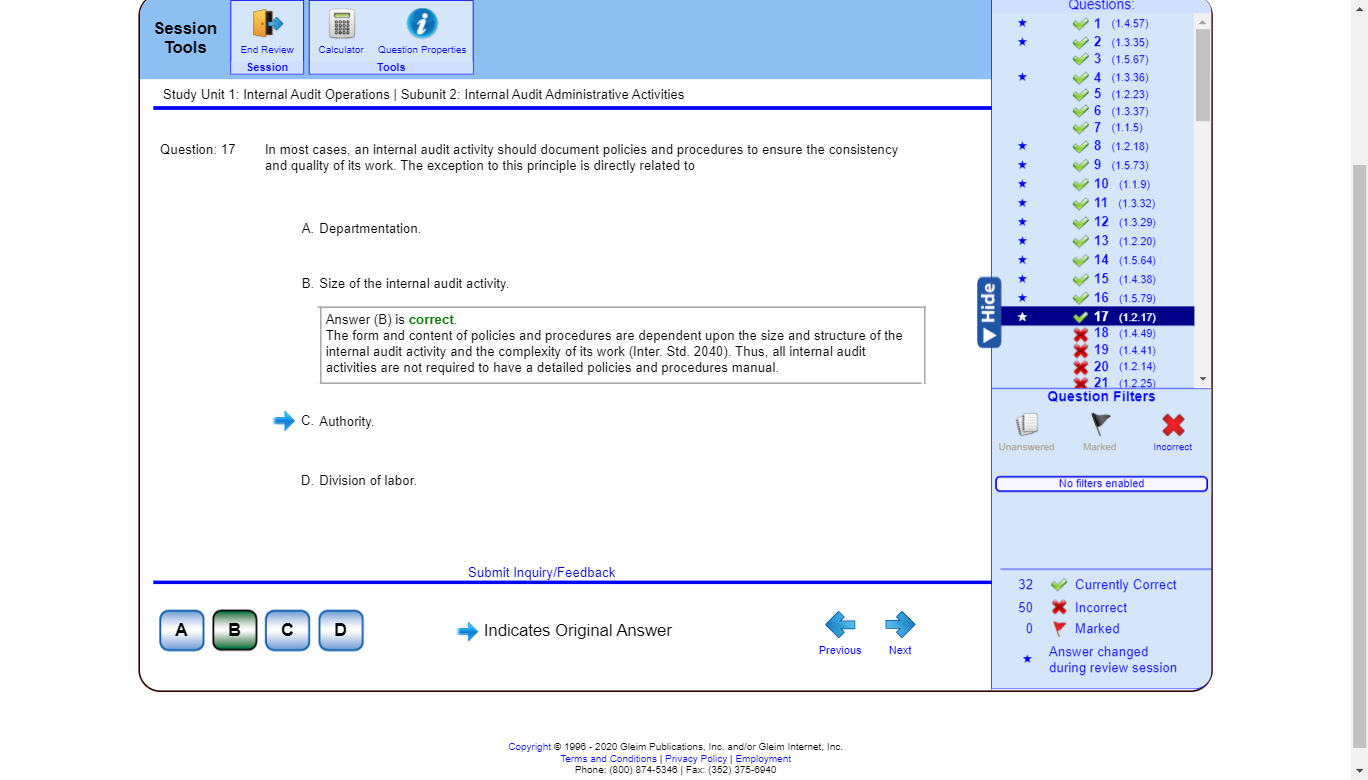 Session
Tools
End Review
Session
Calculator
Question Properties
Tools
Study Unit 1: Internal Audit Operations | Subunit 2: Internal Audit Administrative Activities
Question: 17
In most cases, an internal audit activity should document policies and procedures to ensure the consistency
and quality of its work. The exception to this principle is directly related to
A. Departmentation.
B. Size of the internal audit activity.
Answer (B) is correct.
The form and content of policies and procedures are dependent upon the size and structure of the
internal audit activity and the complexity of its work (Inter. Std. 2040). Thus, all internal audit
activities are not required to have a detailed policies and procedures manual.
C. Authority.
D. Division of labor.
Submit Inquiry/Feedback
A
B
C
D
Indicates Original Answer
Previous
Next
Hide
Questions:
1 (1.4.57)
2 (1.3.35)
3 (1.5.67)
4 (1.3.36)
5 (1.2.23)
6 (1.3.37)
7 (1.1.5)
8 (1.2.18)
9 (1.5.73)
10 (1.1.9)
11 (1.3.32)
12 (1.3.29)
13 (1.2.20)
14 (1.5.64)
15 (1.4.38)
16 (1.5.79)
17 (1.2.17)
18 (1.4.49)
19 (1.4.41)
20 (1.2.14)
21 (1.2.25)
Question Filters
Unanswered
Marked
Incorrect
No filters enabled
32 Currently Correct
50 Incorrect
0 Marked
Answer changed
during review session
Copyright © 1996 - 2020 Gleim Publications, Inc. and/or Gleim Internet, Inc.
Terms and Conditions | Privacy Policy | Employment
Phone: (800) 874-5346 | Fax: (352) 375-6940